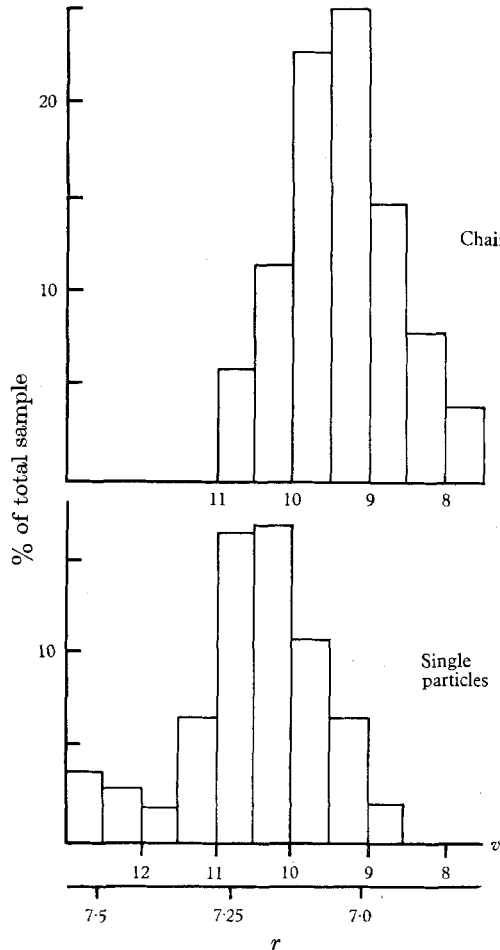 20
Chai
10
% of total sample
11 10 9 8
10
Single
particles
v
12 11 10 9 8
7·5 7·25 7·0
r